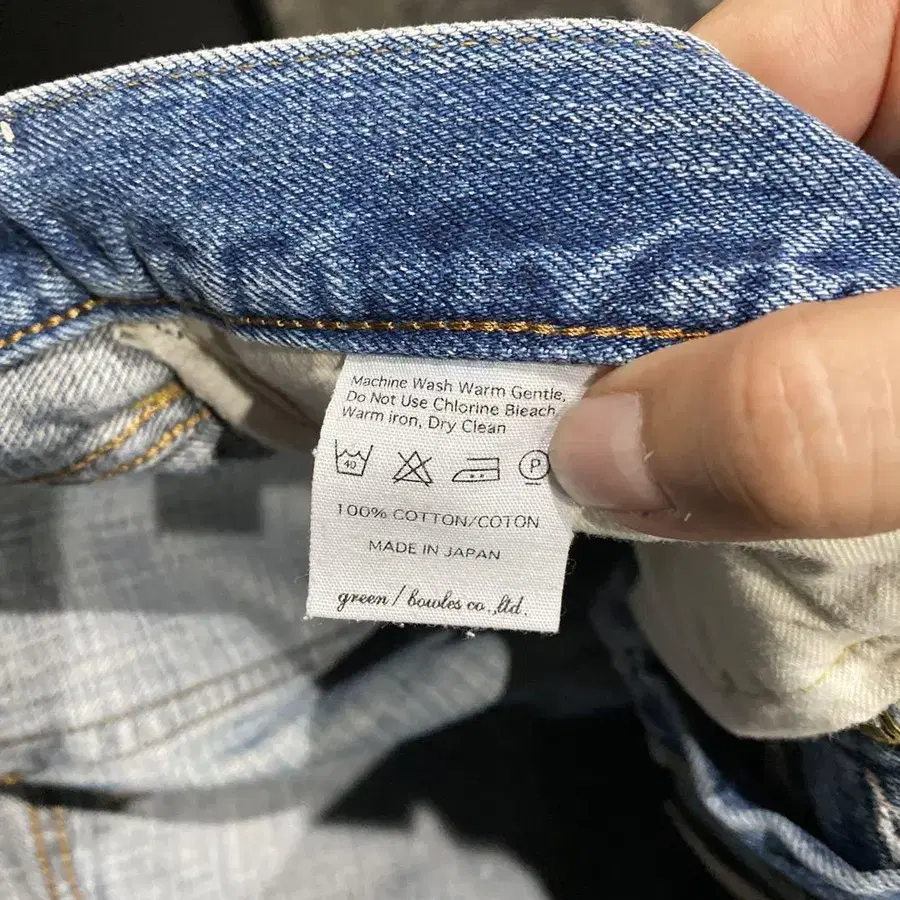 Machine Wash Warm Gentle,
Do Not Use Chlorine Bleach
Warm iron, Dry Clean
40 P
100% COTTON/COTON
MADE IN JAPAN
green / bowles co.,ltd.